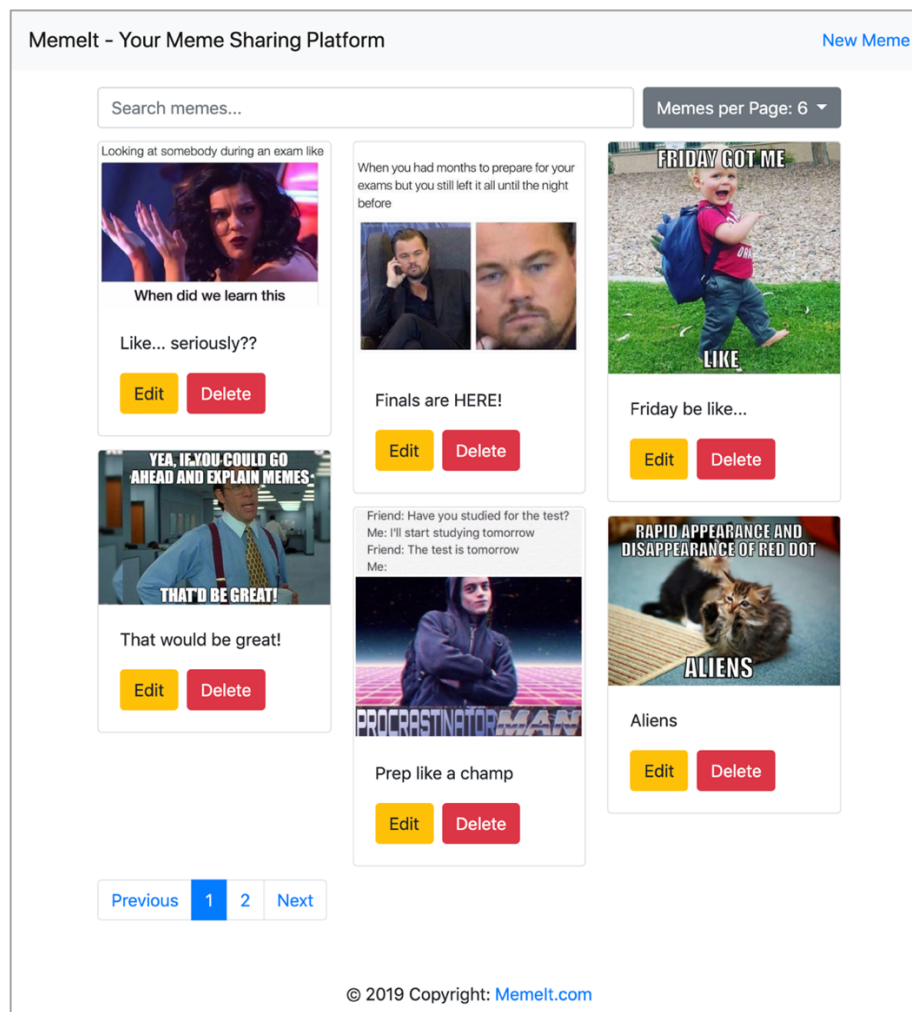 MemeIt - Your Meme Sharing Platform
New Meme
Search memes...
Memes per Page: 6
Looking at somebody during an exam like
When did we learn this
Like... seriously??
Edit Delete
When you had months to prepare for your
exams but you still left it all until the night
before
Finals are HERE!
Edit Delete
FRIDAY GOT ME
LIKE
Friday be like...
Edit Delete
YEA, IF YOU COULD GO
AHEAD AND EXPLAIN MEMES
THAT'D BE GREAT!
That would be great!
Edit Delete
Friend: Have you studied for the test?
Me: I'll start studying tomorrow
Friend: The test is tomorrow
Me:
PROCRASTINATORMAN
Prep like a champ
Edit Delete
RAPID APPEARANCE AND
DISAPPEARANCE OF RED DOT
ALIENS
Aliens
Edit Delete
Previous 1 2 Next
© 2019 Copyright: MemeIt.com